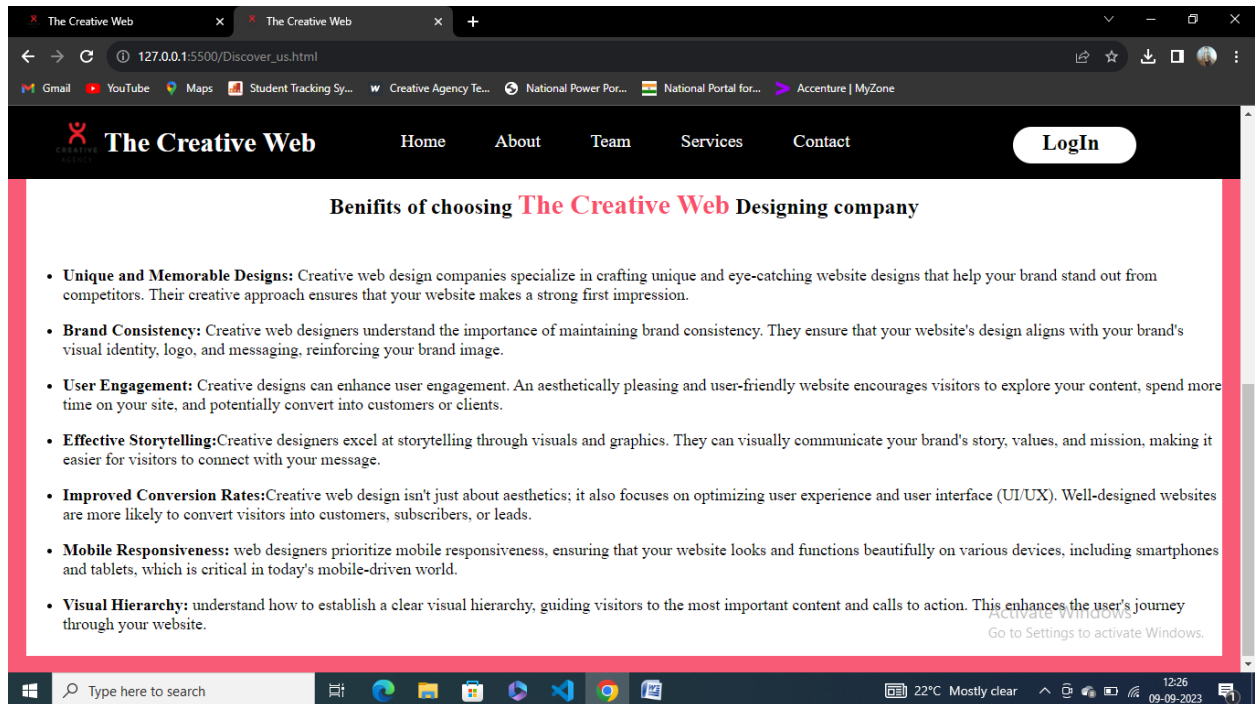 The Creative Web
The Creative Web
127.0.0.1:5500/Discover_us.html
Gmail YouTube Maps Student Tracking Sy... Creative Agency Te... National Power Por... National Portal for... Accenture | MyZone
CREATIVE
AGENCY
The Creative Web Home About Team Services Contact LogIn
Benifits of choosing The Creative Web Designing company
• Unique and Memorable Designs: Creative web design companies specialize in crafting unique and eye-catching website designs that help your brand stand out from
competitors. Their creative approach ensures that your website makes a strong first impression.
• Brand Consistency: Creative web designers understand the importance of maintaining brand consistency. They ensure that your website's design aligns with your brand's
visual identity, logo, and messaging, reinforcing your brand image.
• User Engagement: Creative designs can enhance user engagement. An aesthetically pleasing and user-friendly website encourages visitors to explore your content, spend more
time on your site, and potentially convert into customers or clients.
• Effective Storytelling:Creative designers excel at storytelling through visuals and graphics. They can visually communicate your brand's story, values, and mission, making it
easier for visitors to connect with your message.
• Improved Conversion Rates:Creative web design isn't just about aesthetics; it also focuses on optimizing user experience and user interface (UI/UX). Well-designed websites
are more likely to convert visitors into customers, subscribers, or leads.
• Mobile Responsiveness: web designers prioritize mobile responsiveness, ensuring that your website looks and functions beautifully on various devices, including smartphones
and tablets, which is critical in today's mobile-driven world.
• Visual Hierarchy: understand how to establish a clear visual hierarchy, guiding visitors to the most important content and calls to action. This enhances the user's journey
through your website.
Activate Windows
Go to Settings to activate Windows.
Type here to search
22°C Mostly clear
12:26
09-09-2023